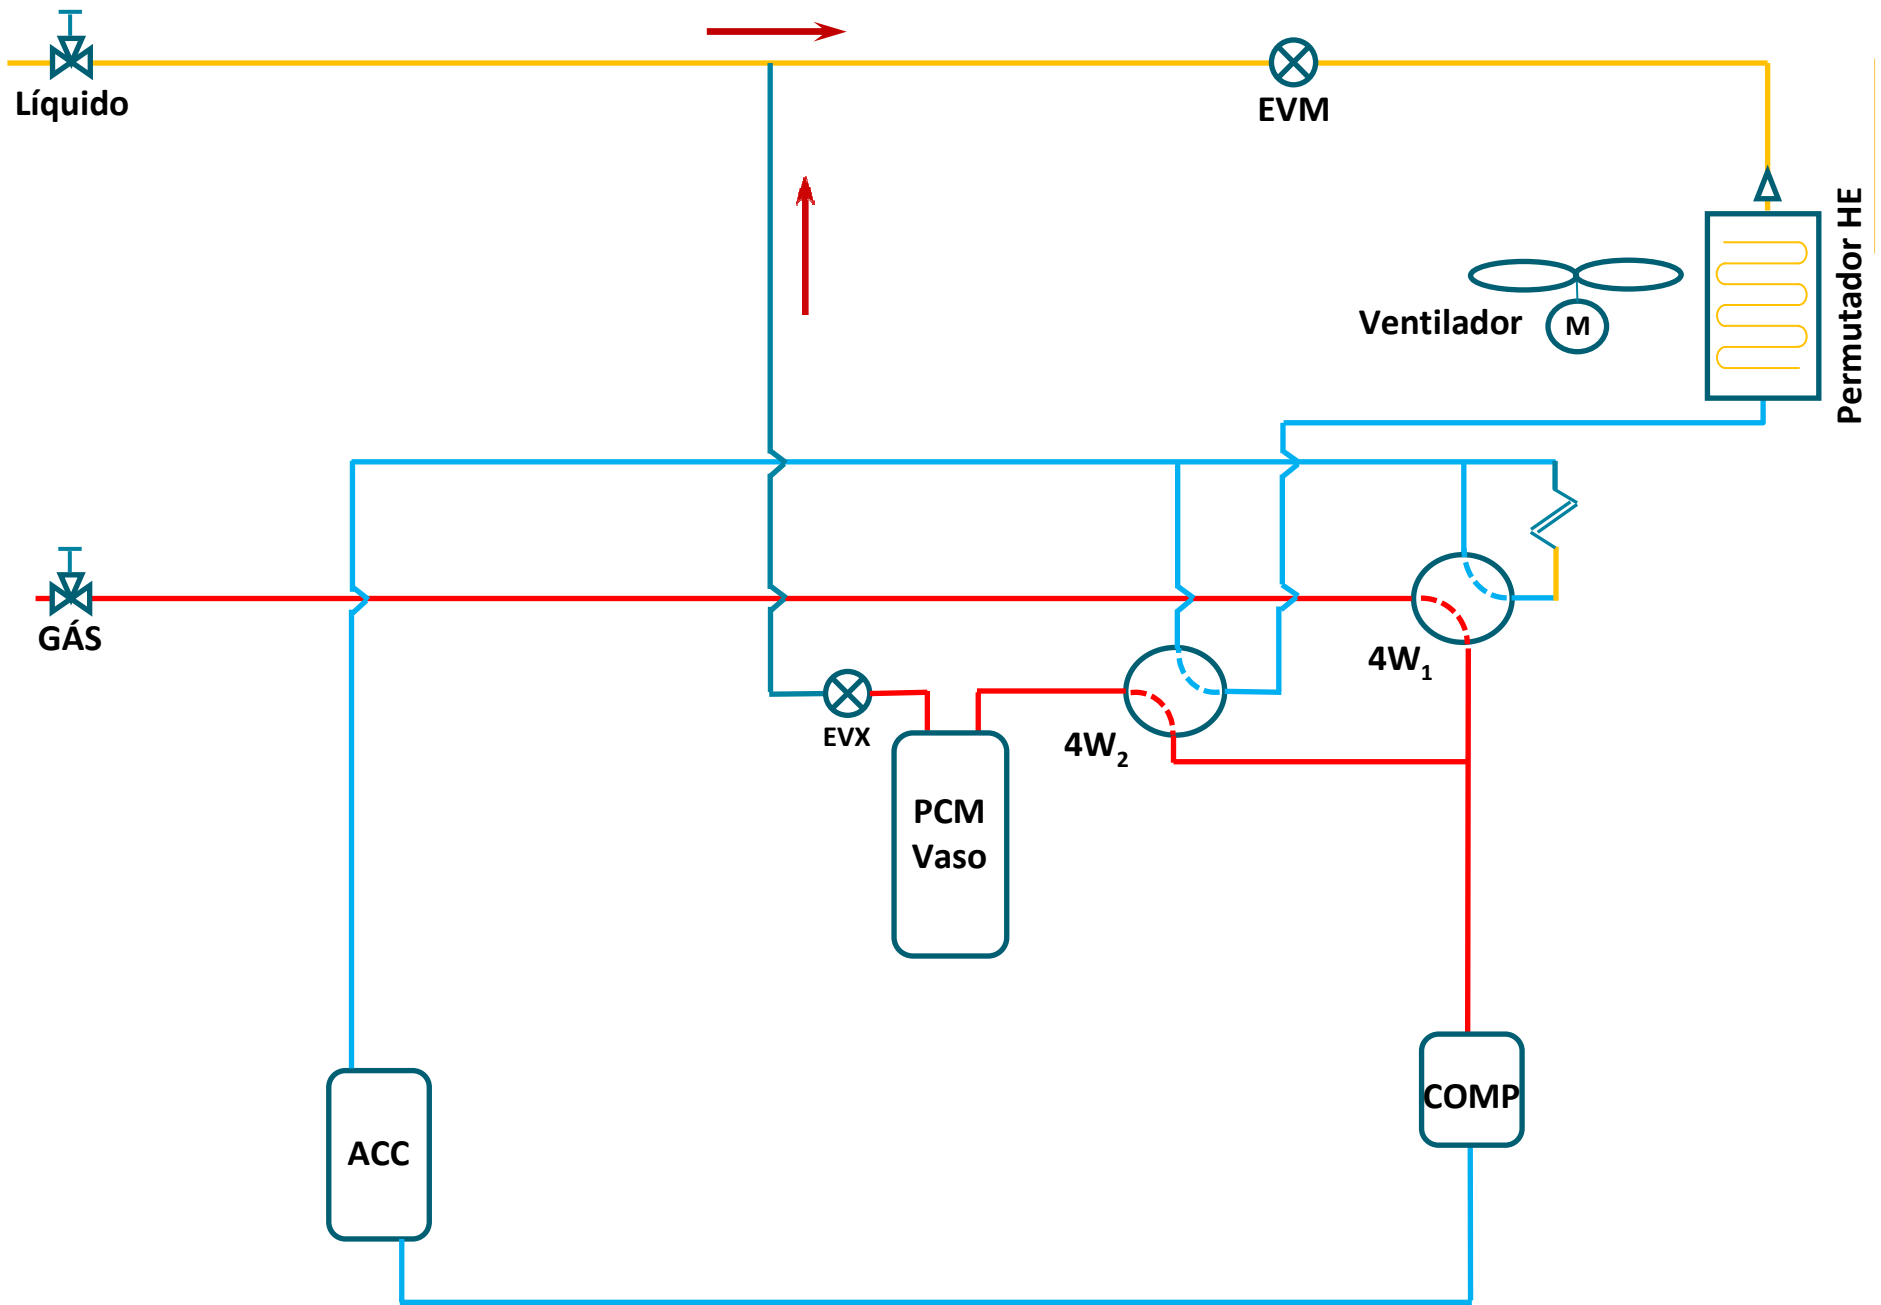 Líquido
EVM
Permutador HE
Ventilador
M
GÁS
4W1
4W2
EVX
PCM
Vaso
COMP
ACC